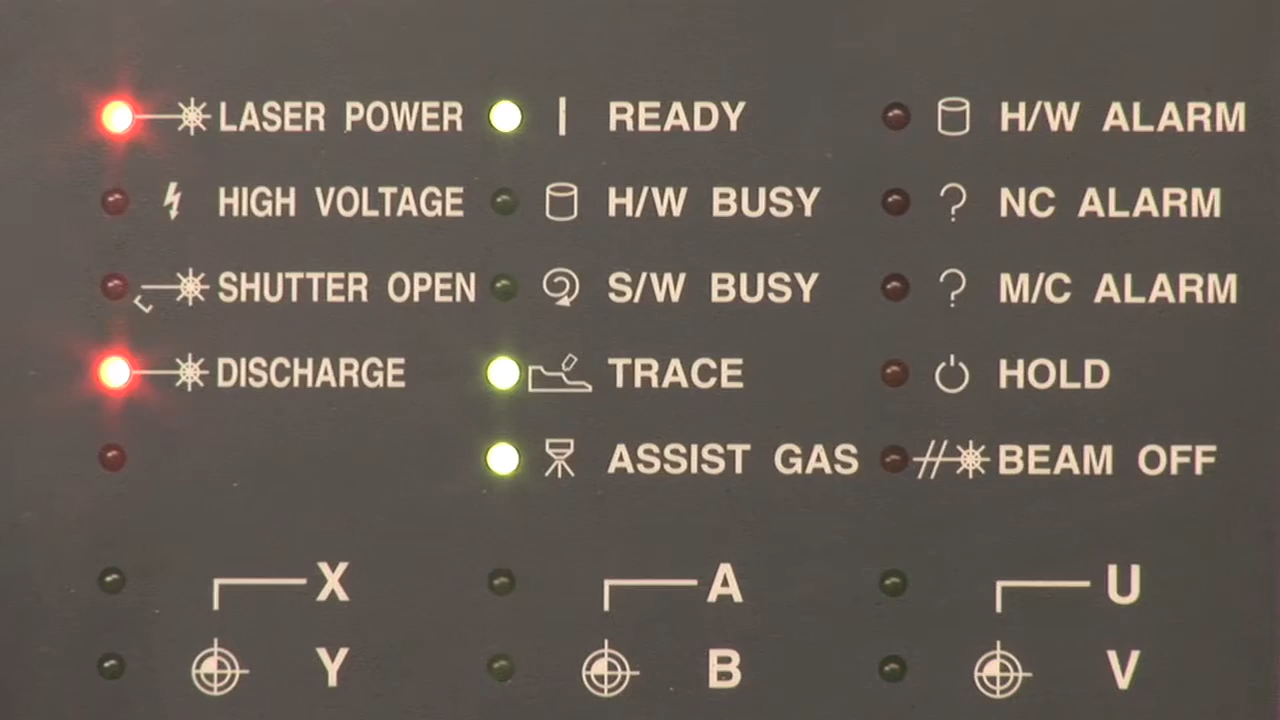 LASER POWER READY H/W ALARM
HIGH VOLTAGE H/W BUSY ? NC ALARM
SHUTTER OPEN S/W BUSY ? M/C ALARM
DISCHARGE TRACE HOLD
ASSIST GAS BEAM OFF
X A U
Y B V